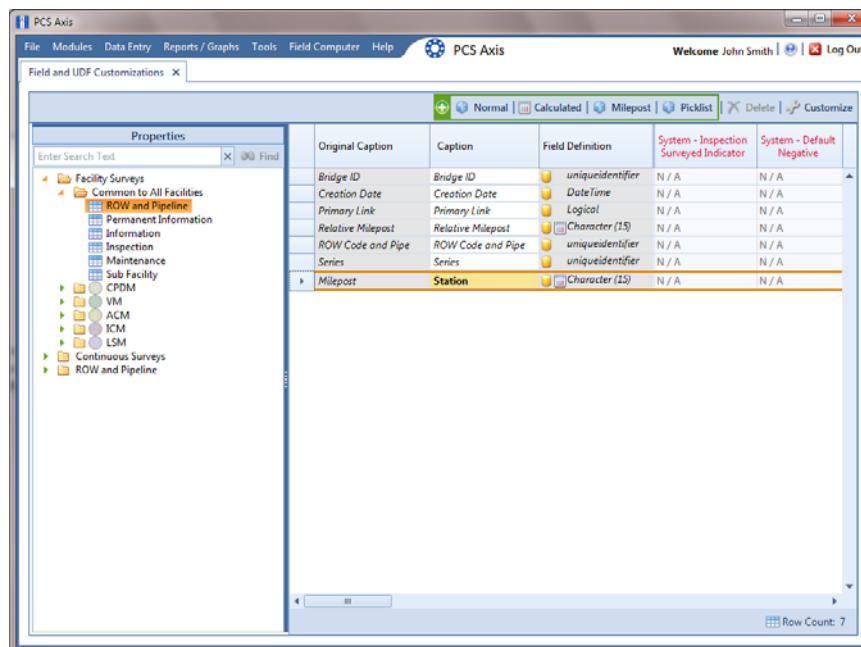 PCS Axis
File Modules Data Entry Reports / Graphs Tools Field Computer Help PCS Axis Welcome John Smith Log Out
Field and UDF Customizations X
Normal | Calculated | Milepost | Picklist | Delete | Customize
Properties
Enter Search Text X Find
Facility Surveys
Common to All Facilities
ROW and Pipeline
Permanent Information
Information
Inspection
Maintenance
Sub Facility
CPDM
VM
ACM
ICM
LSM
Continuous Surveys
ROW and Pipeline
Original Caption Caption Field Definition System - Inspection Surveyed Indicator System - Default Negative
Bridge ID Bridge ID uniqueidentifier N / A N / A
Creation Date Creation Date DateTime N / A N / A
Primary Link Primary Link Logical N / A N / A
Relative Milepost Relative Milepost Character (15) N / A N / A
ROW Code and Pipe ROW Code and Pipe uniqueidentifier N / A N / A
Series Series uniqueidentifier N / A N / A
Milepost Station Character (15) N / A N / A
Row Count: 7